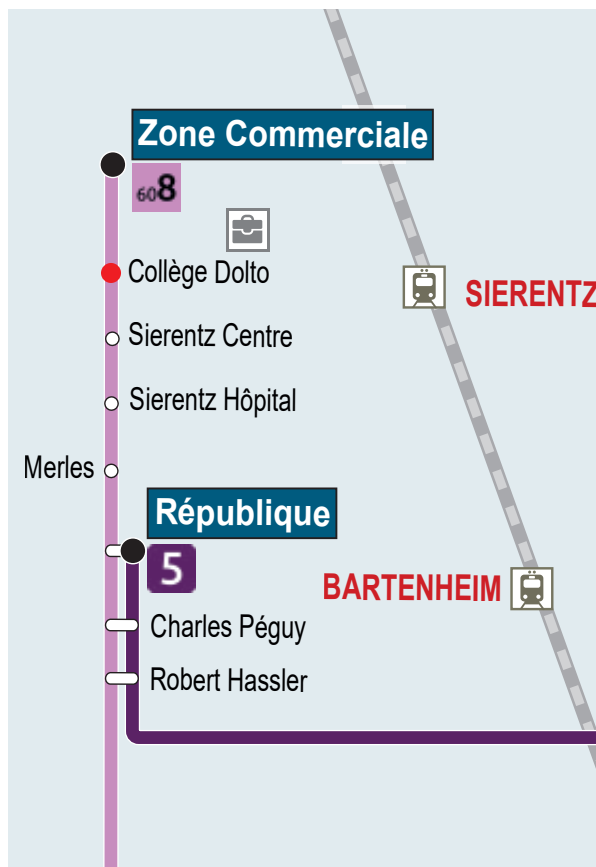 Zone Commerciale
608
Collège Dolto
SIERENTZ
Sierentz Centre
Sierentz Hôpital
Merles
République
5
BARTENHEIM
Charles Péguy
Robert Hassler